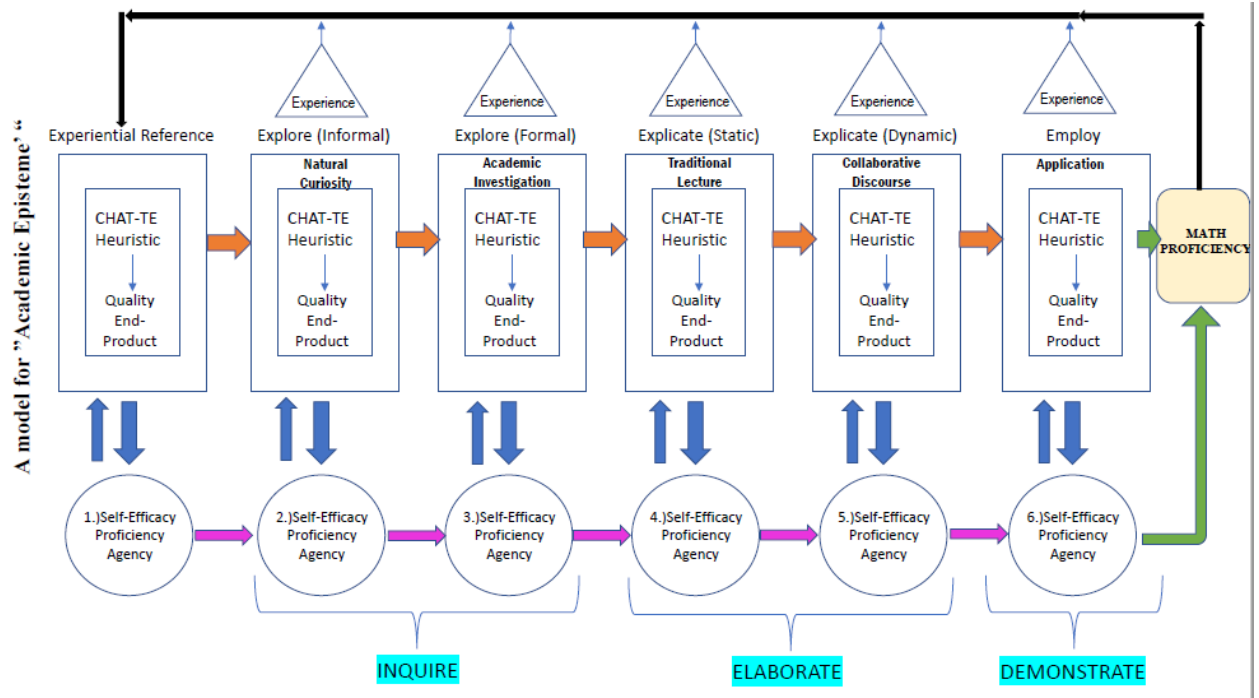 A model for "Academic Episteme' “
Experience
Experience
Experience
Experience
Experience
Experiential Reference
Explore (Informal)
Explore (Formal)
Explicate (Static)
Explicate (Dynamic)
Employ
Natural
Curiosity
Academic
Investigation
Traditional
Lecture
Collaborative
Discourse
Application
CHAT-TE
Heuristic
Quality
End-
Product
CHAT-TE
Heuristic
Quality
End-
Product
CHAT-TE
Heuristic
Quality
End-
Product
CHAT-TE
Heuristic
Quality
End-
Product
CHAT-TE
Heuristic
Quality
End-
Product
CHAT-TE
Heuristic
Quality
End-
Product
MATH
PROFICIENCY
1.)Self-Efficacy
Proficiency
Agency
2.)Self-Efficacy
Proficiency
Agency
3.)Self-Efficacy
Proficiency
Agency
4.)Self-Efficacy
Proficiency
Agency
5.)Self-Efficacy
Proficiency
Agency
6.)Self-Efficacy
Proficiency
Agency
INQUIRE
ELABORATE
DEMONSTRATE